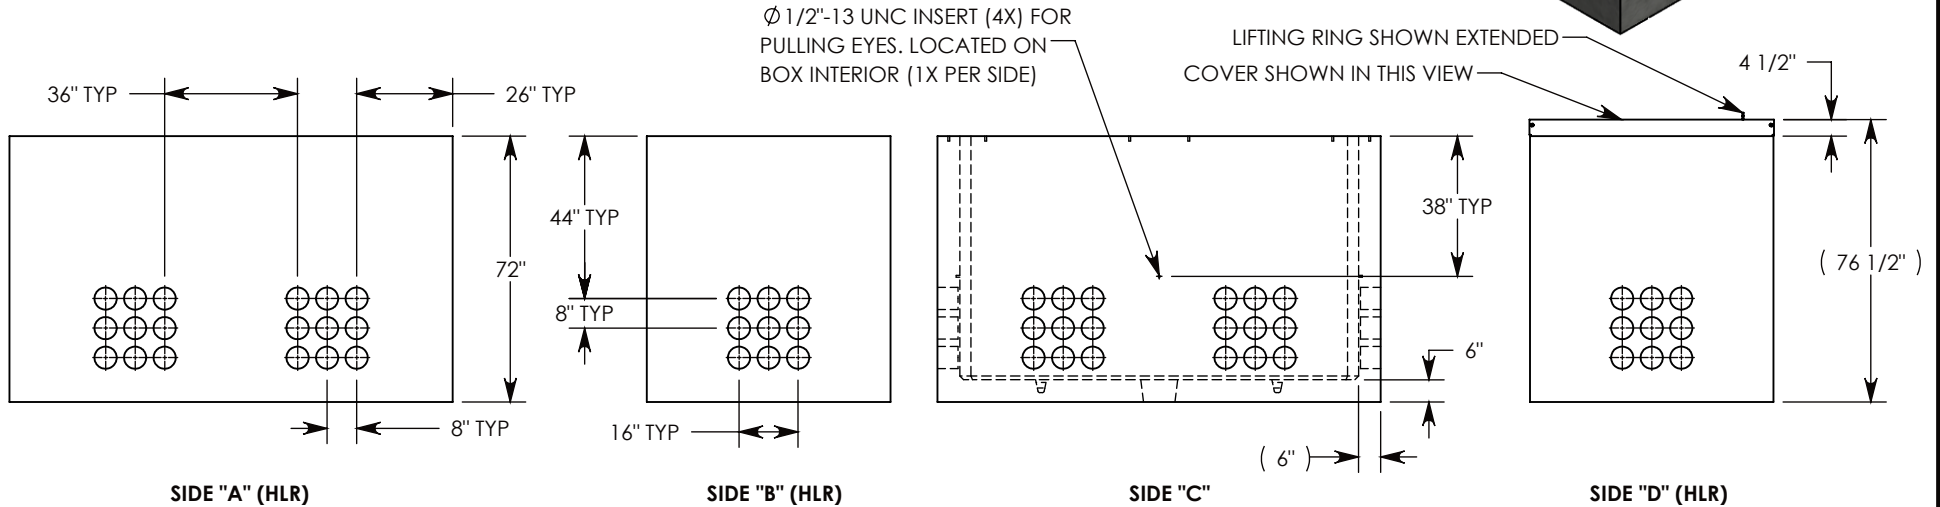 Ø 1/2"-13 UNC INSERT (4X) FOR
PULLING EYES. LOCATED ON
BOX INTERIOR (1X PER SIDE)
LIFTING RING SHOWN EXTENDED
COVER SHOWN IN THIS VIEW
4 1/2"
36" TYP
26" TYP
44" TYP
38" TYP
72"
( 76 1/2" )
8" TYP
6"
8" TYP
16" TYP
( 6" )
SIDE "A" (HLR)
SIDE "B" (HLR)
SIDE "C"
SIDE "D" (HLR)